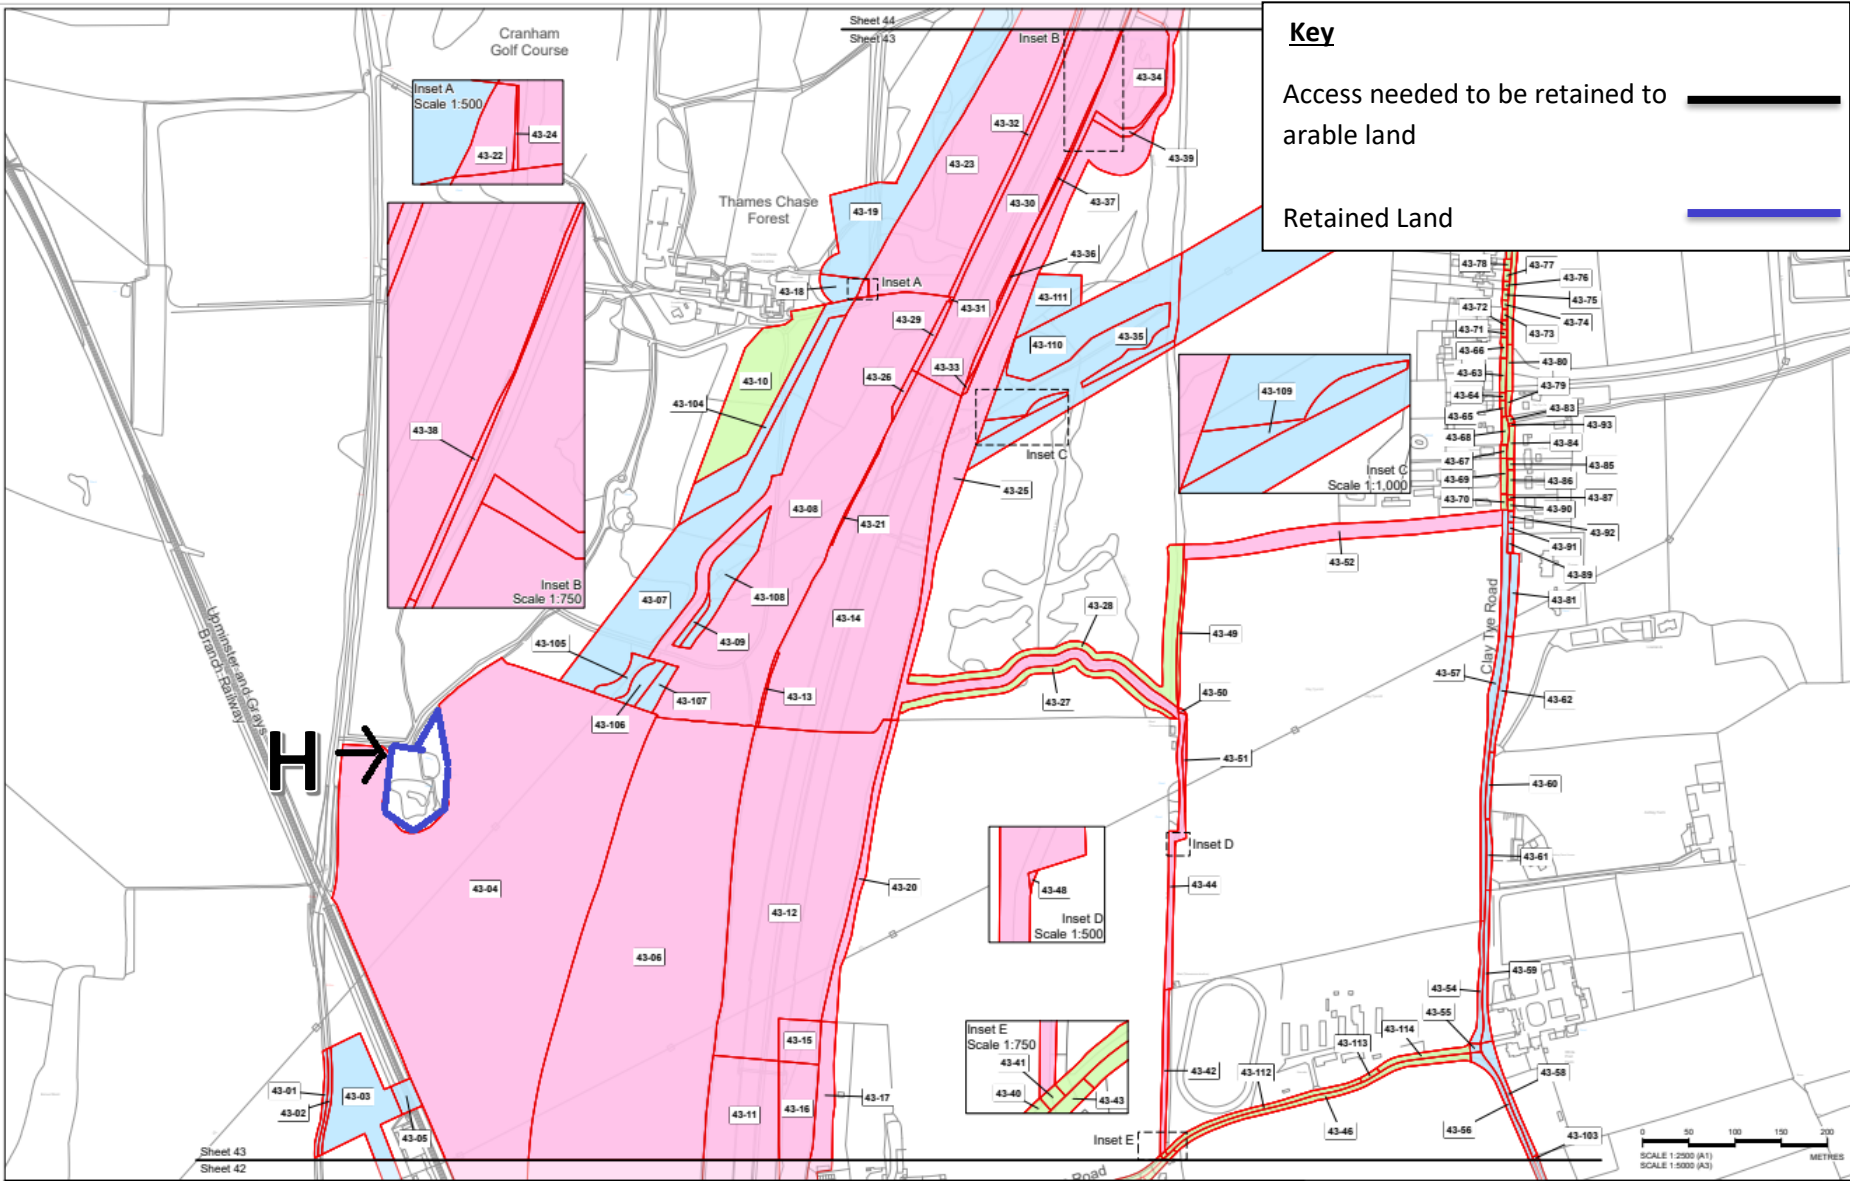 Sheet 44
Sheet 43
Cranham
Golf Course
Inset B
Key
Access needed to be retained to
arable land
Retained Land
Inset A
Scale 1:500
43-24
43-22
43-34
43-32
43-23
43-39
43-19
43-30
43-37
Thames Chase
Forest
43-36
43-18
Inset A
43-111
43-31
43-29
43-110
43-35
43-33
43-26
43-10
43-104
43-109
Inset C
Scale 1:1,000
Inset C
43-38
Inset B
Scale 1:750
43-25
43-08
43-21
43-78
43-77
43-76
43-75
43-72
43-74
43-71
43-73
43-66
43-80
43-63
43-79
43-64
43-83
43-65
43-93
43-68
43-84
43-67
43-85
43-69
43-86
43-70
43-87
43-90
43-92
43-91
43-89
43-52
43-81
Clay Tye Road
43-07
43-108
43-14
43-28
43-09
43-49
43-105
43-107
43-13
43-27
43-106
43-50
43-57
43-62
Upminster and Grays
Branch Railway
H
43-51
43-60
Inset D
43-61
43-04
43-20
43-44
43-48
Inset D
Scale 1:500
43-12
43-06
43-59
43-54
43-55
43-15
Inset E
Scale 1:750
43-41
43-40
43-43
43-114
43-113
43-42
43-112
43-58
43-01
43-02
43-03
43-05
43-11
43-16
43-17
43-46
43-56
43-103
Inset E
Road
Sheet 43
Sheet 42
0 50 100 150 200
SCALE 1:2500 (A1)
SCALE 1:5000 (A3)
METRES